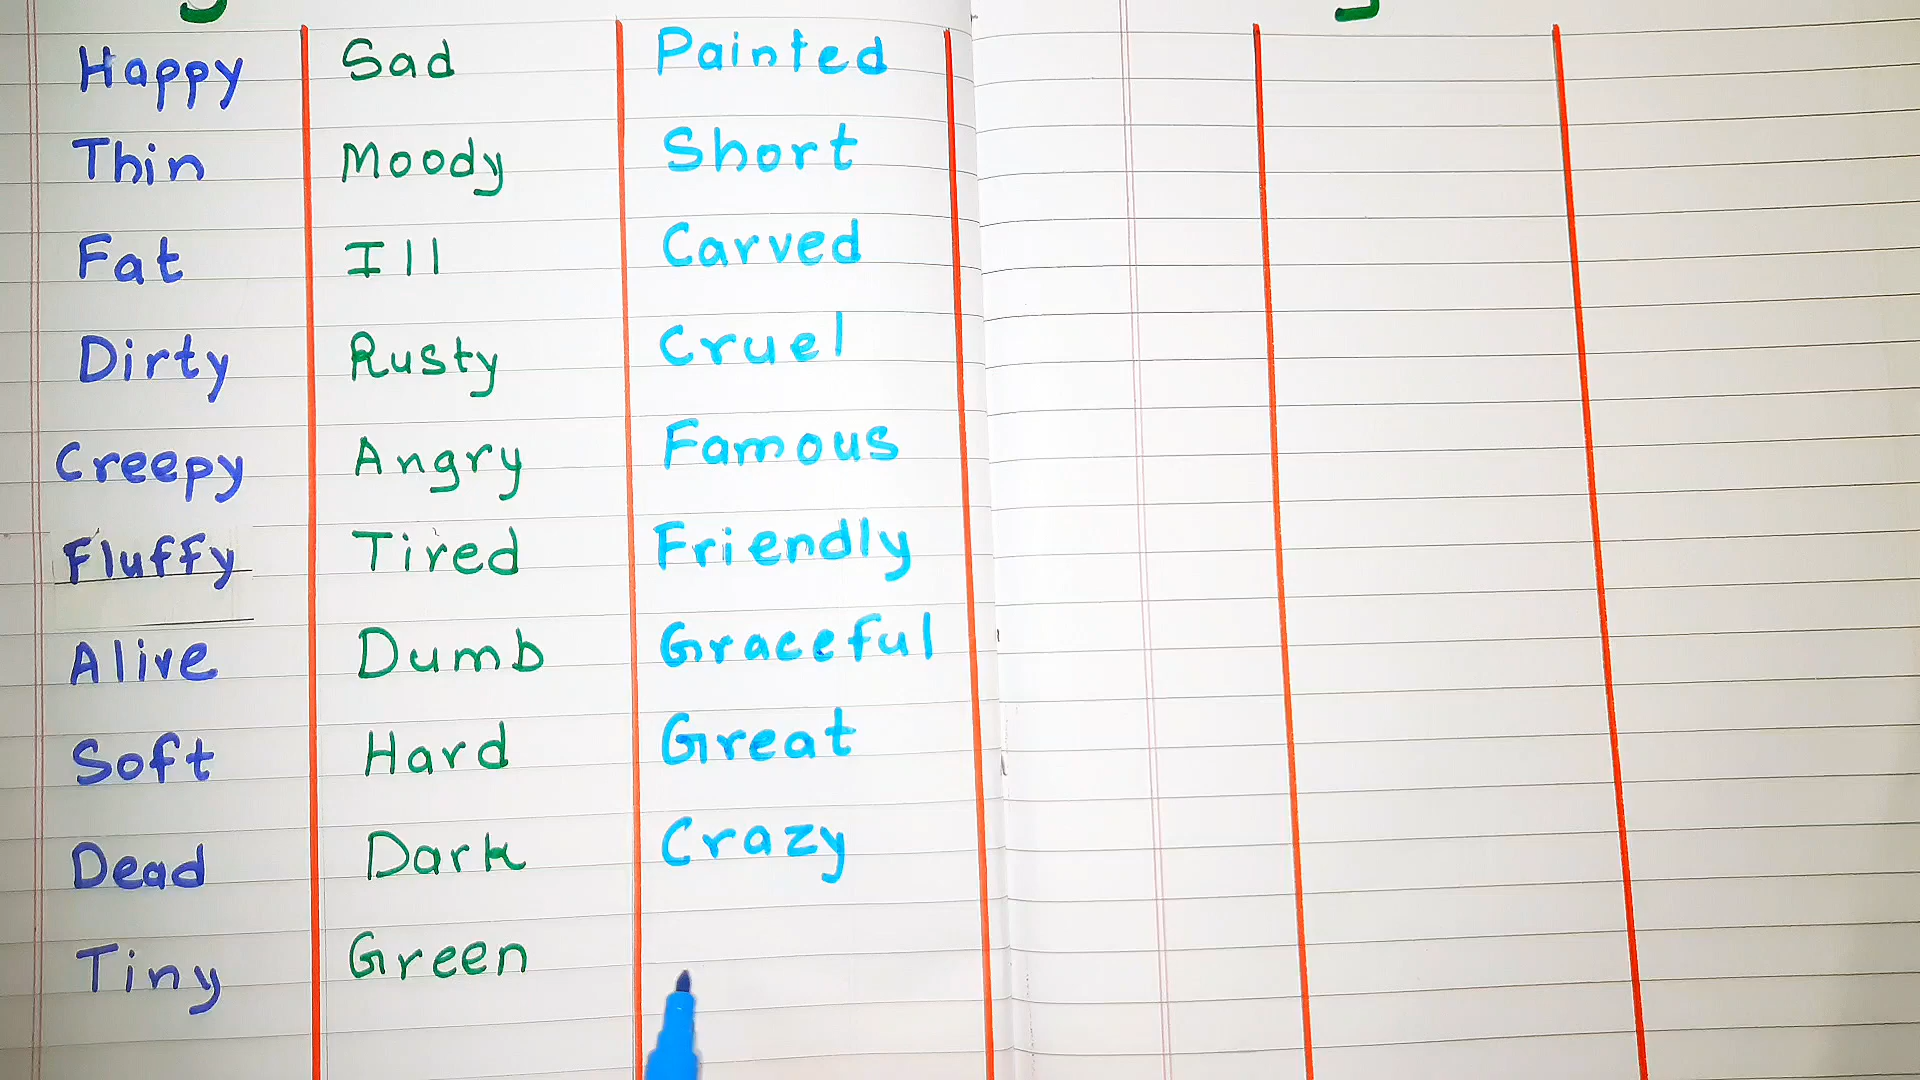 Happy Sad Painted
Thin Moody Short
Fat Ill Carved
Dirty Rusty Cruel
Creepy Angry Famous
Fluffy Tired Friendly
Alive Dumb Graceful
Soft Hard Great
Dead Dark Crazy
Tiny Green